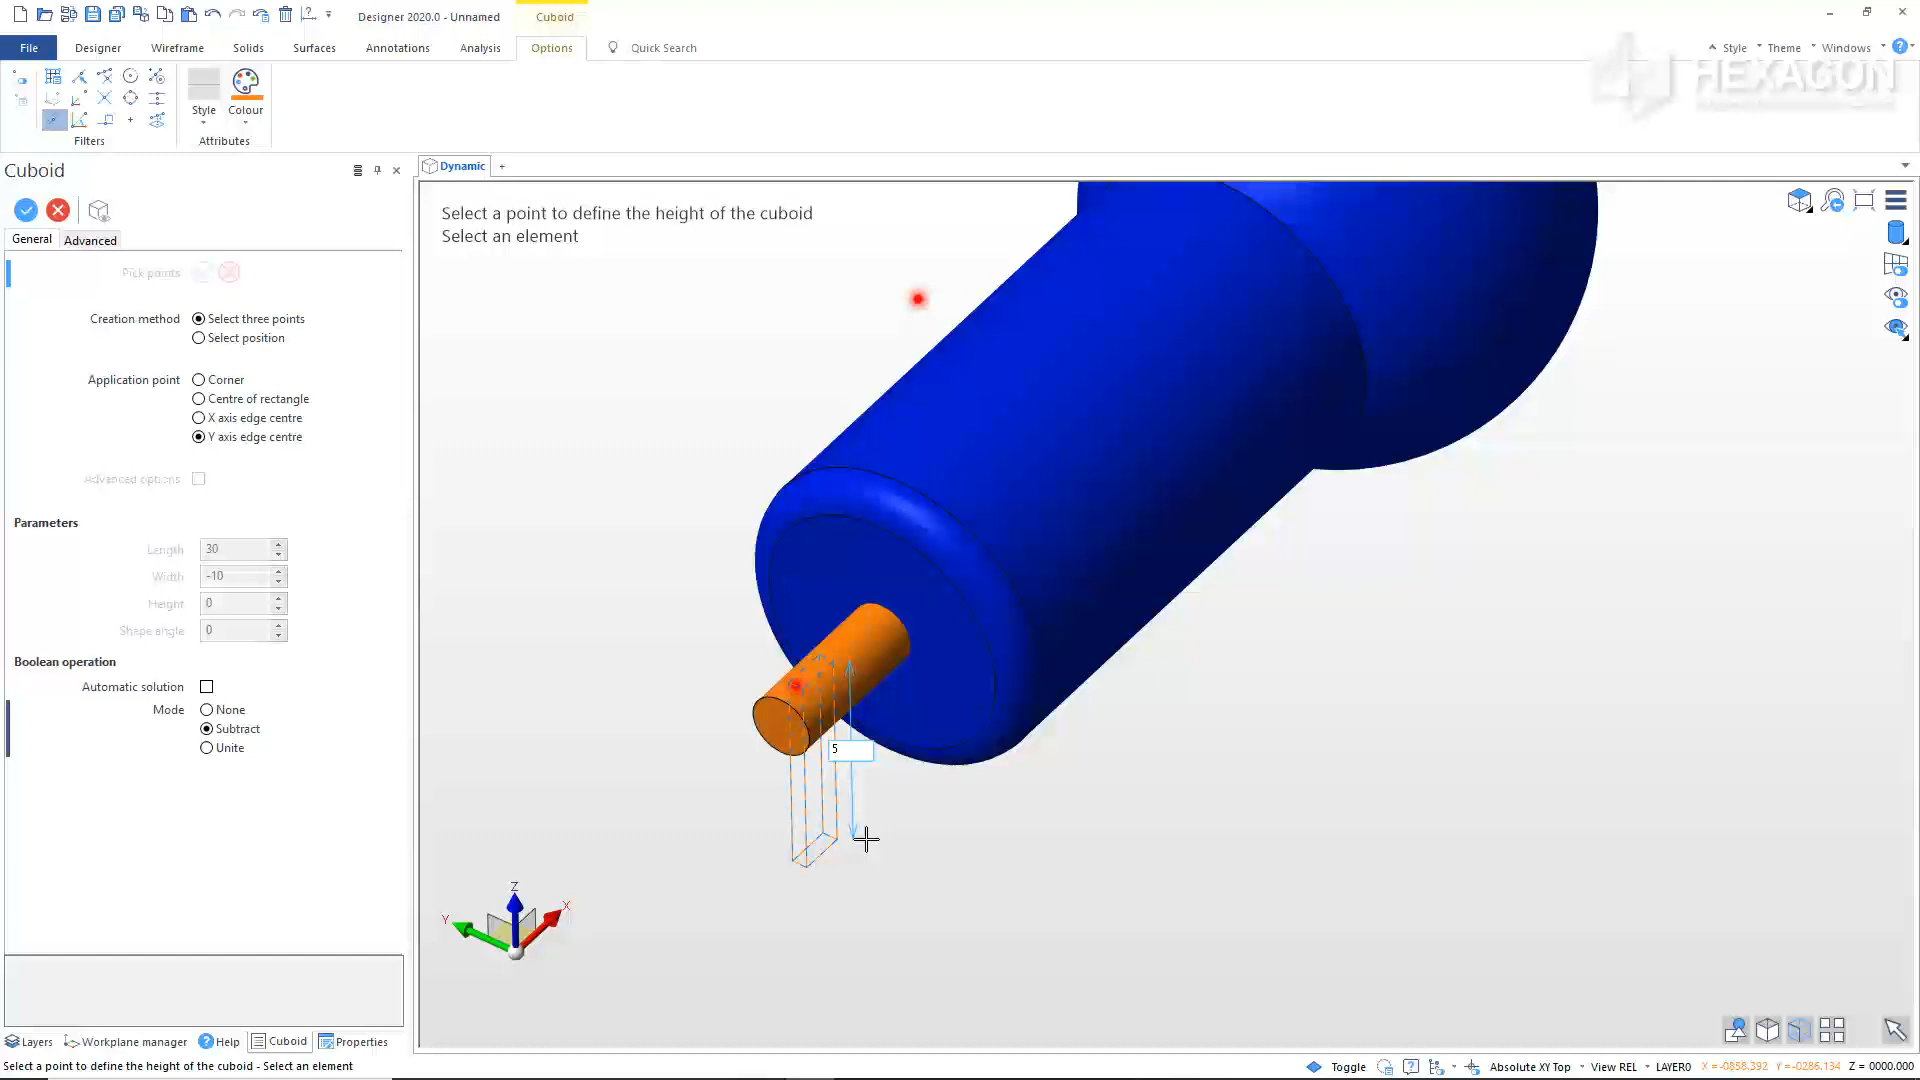 Designer 2020.0 - Unnamed
Cuboid
File
Designer
Wireframe
Solids
Surfaces
Annotations
Analysis
Options
Quick Search
Style
Theme
Windows
HEXAGON
Style
Colour
Filters
Attributes
Cuboid
Dynamic
General
Advanced
Select a point to define the height of the cuboid
Select an element
Pick points
Creation method
Select three points
Select position
Application point
Corner
Centre of rectangle
X axis edge centre
Y axis edge centre
Advanced options
Parameters
Length 30
Width -10
Height 0
Shape angle 0
Boolean operation
Automatic solution
Mode
None
Subtract
Unite
5
Z
X
Y
Layers
Workplane manager
Help
Cuboid
Properties
Select a point to define the height of the cuboid - Select an element
Toggle
Absolute XY Top
View REL
LAYER0
X =-0858.392 Y =-0286.134 Z = 0000.000